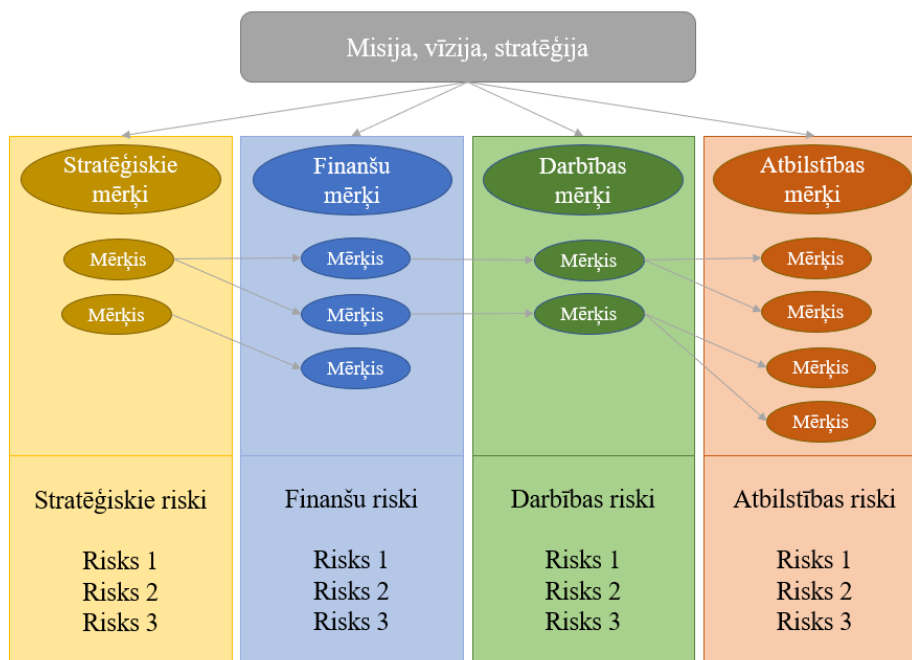 Misija, vīzija, stratēģija
Stratēģiskie
mērķi
Mērķis
Mērķis
Stratēģiskie riski
Risks 1
Risks 2
Risks 3
Finanšu
mērķi
Mērķis
Mērķis
Mērķis
Finanšu riski
Risks 1
Risks 2
Risks 3
Darbības
mērķi
Mērķis
Mērķis
Darbības riski
Risks 1
Risks 2
Risks 3
Atbilstības
mērķi
Mērķis
Mērķis
Mērķis
Mērķis
Atbilstības riski
Risks 1
Risks 2
Risks 3